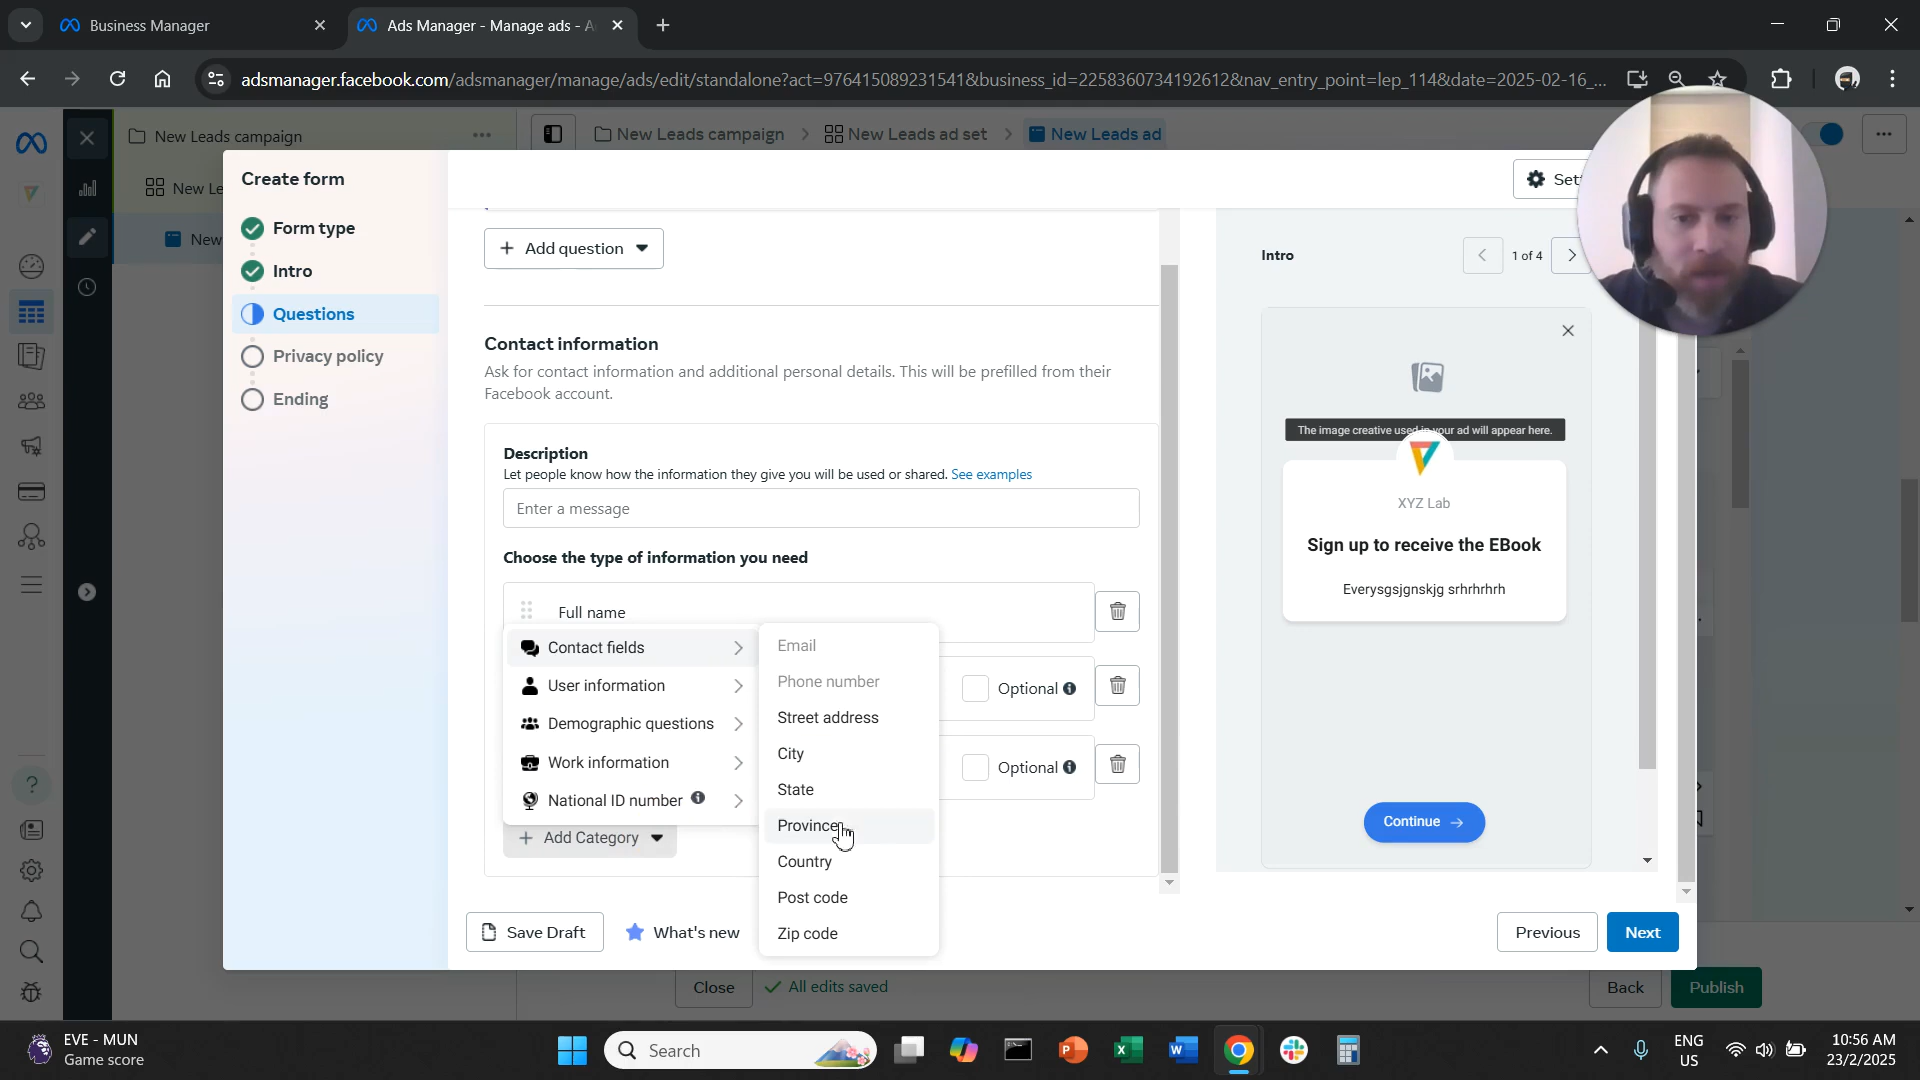 Business Manager
Ads Manager - Manage ads - A
adsmanager.facebook.com/adsmanager/manage/ads/edit/standalone?act=976415089231541&business_id=2258360734192612&nav_entry_point=lep_114&date=2025-02-16_...
New Leads campaign
New Leads campaign
New Leads ad set
New Leads ad
New Le
New
Create form
Form type
Intro
Questions
Privacy policy
Ending
Set
Add question
Contact information
Ask for contact information and additional personal details. This will be prefilled from their
Facebook account.
Description
Let people know how the information they give you will be used or shared. See examples
Enter a message
Choose the type of information you need
Full name
Contact fields
User information
Demographic questions
Work information
National ID number
Add Category
Email
Phone number
Street address
City
State
Province
Country
Post code
Zip code
Optional
Optional
Intro
1 of 4
The image creative used in your ad will appear here.
XYZ Lab
Sign up to receive the EBook
Everysgsjgnskjg srhrhrhrh
Continue
Save Draft
What's new
Previous
Next
Close
All edits saved
Back
Publish
EVE - MUN
Game score
Search
ENG
US
10:56 AM
23/2/2025